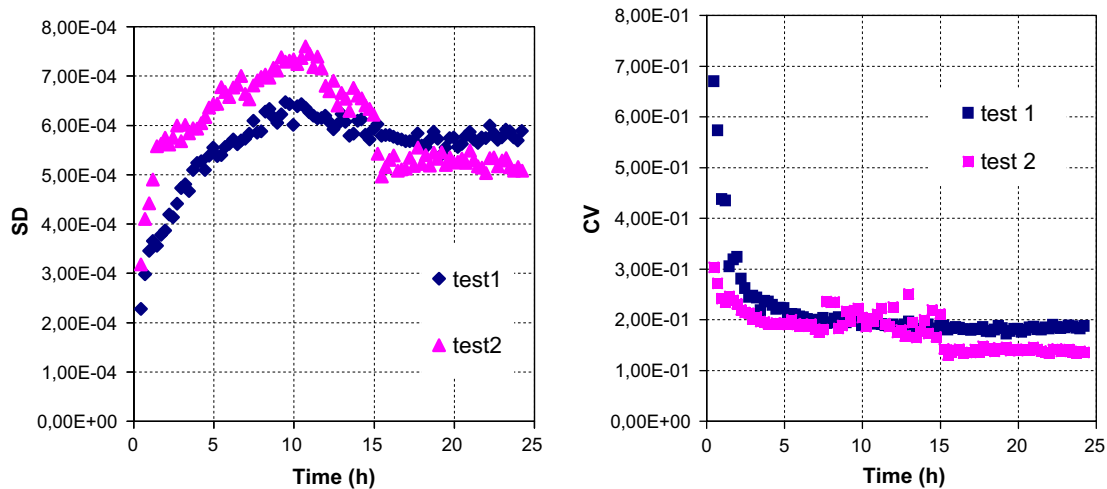 8,00E-04
7,00E-04
6,00E-04
5,00E-04
4,00E-04
3,00E-04
2,00E-04
1,00E-04
0,00E+00
SD
test1
test2
0 5 10 15 20 25
Time (h)
8,00E-01
7,00E-01
6,00E-01
5,00E-01
4,00E-01
3,00E-01
2,00E-01
1,00E-01
0,00E+00
CV
test 1
test 2
0 5 10 15 20 25
Time (h)